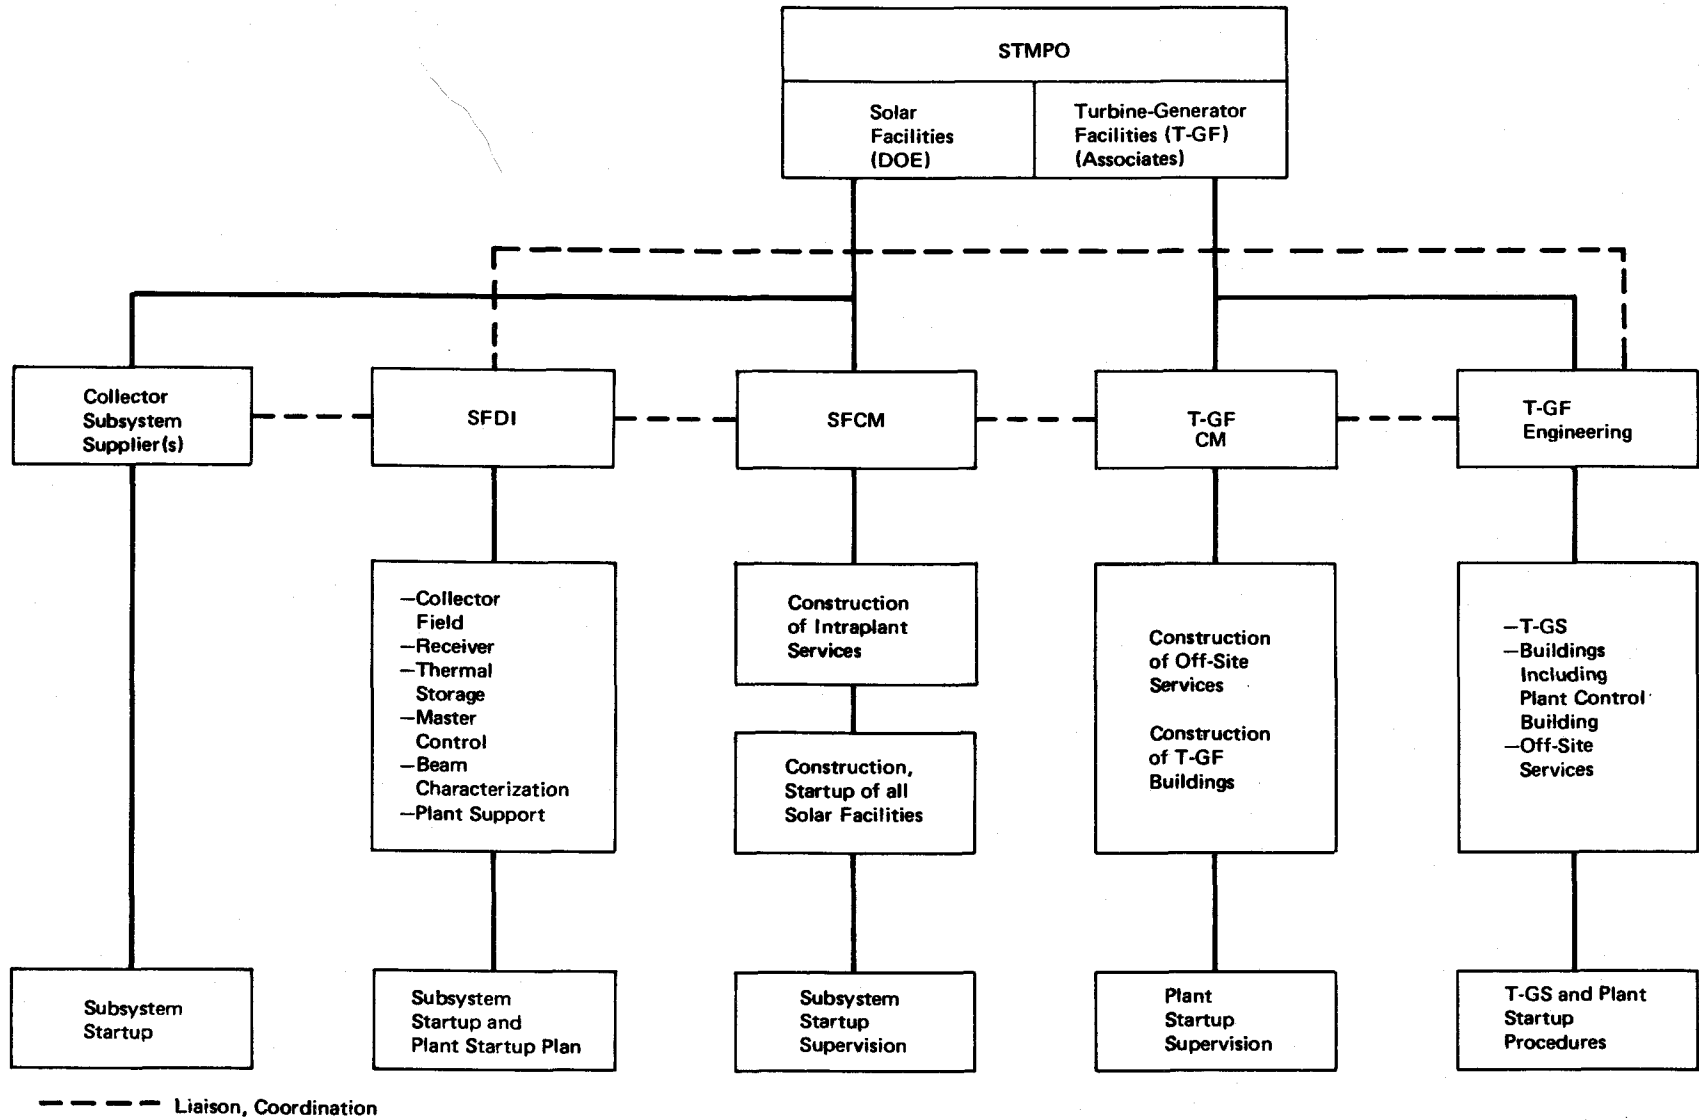 STMPO
Solar
Facilities
(DOE)
Turbine-Generator
Facilities (T-GF)
(Associates)
Collector
Subsystem
Supplier(s)
SFDI
SFCM
T-GF
CM
T-GF
Engineering
—Collector
Field
—Receiver
—Thermal
Storage
—Master
Control
—Beam
Characterization
—Plant Support
Construction
of Intraplant
Services
Construction,
Startup of all
Solar Facilities
Construction
of Off-Site
Services
Construction
of T-GF
Buildings
—T-GS
—Buildings
Including
Plant Control
Building
—Off-Site
Services
Subsystem
Startup
Subsystem
Startup and
Plant Startup Plan
Subsystem
Startup
Supervision
Plant
Startup
Supervision
T-GS and Plant
Startup
Procedures
Liaison, Coordination